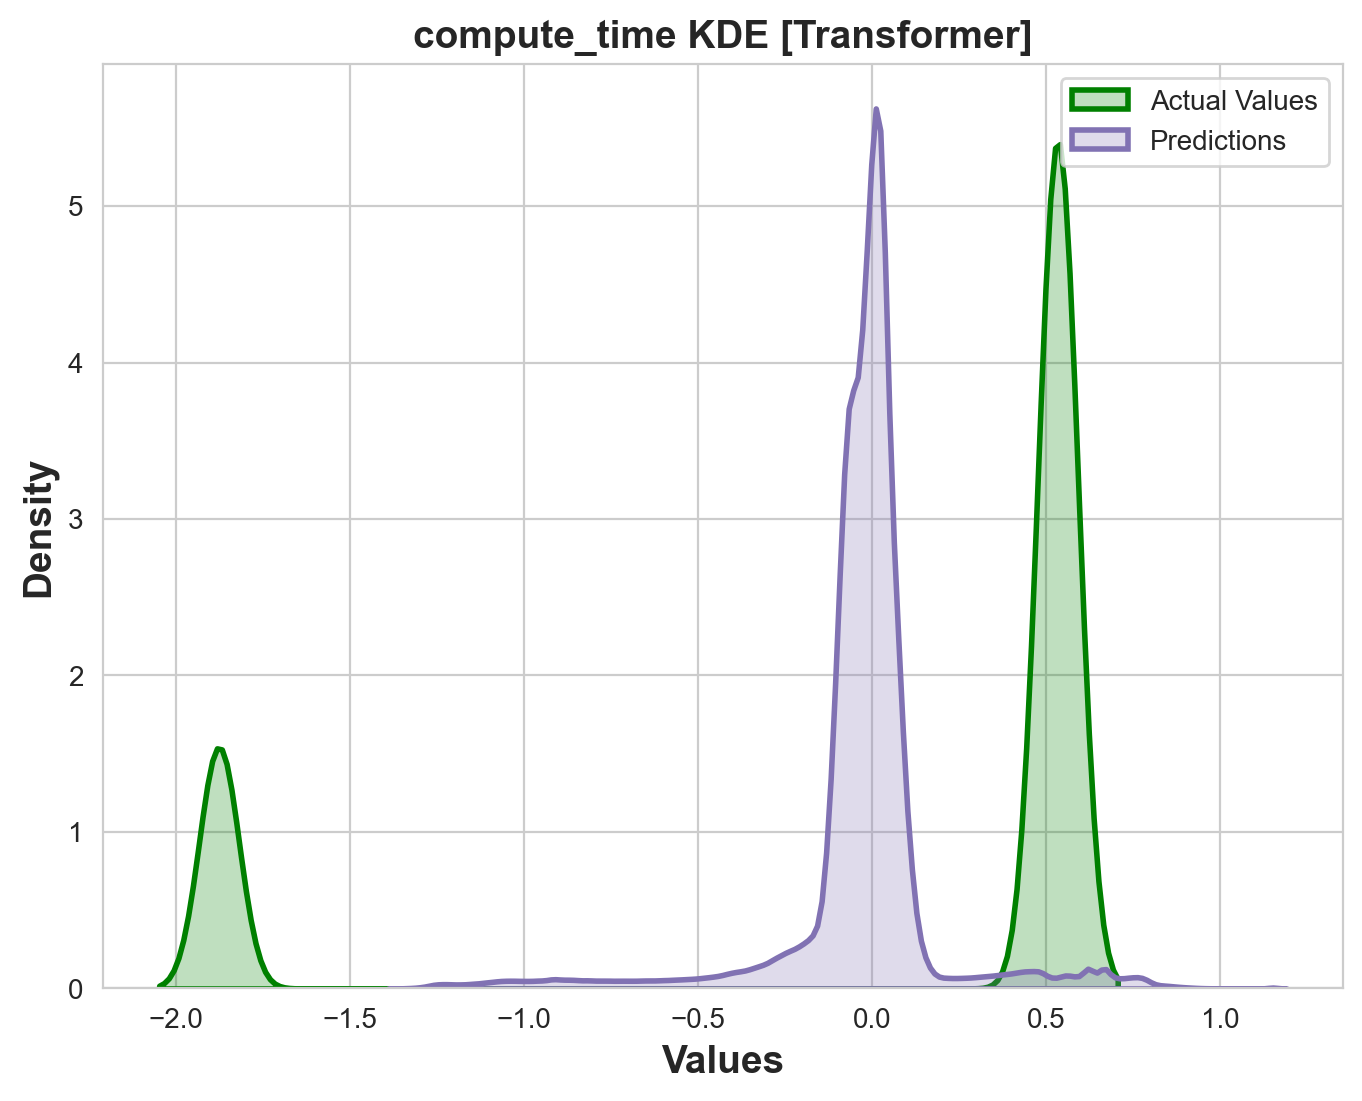 compute_time KDE [Transformer]
Actual Values
Predictions
Density
5
4
3
2
1
0
−2.0
−1.5
−1.0
−0.5
0.0
0.5
1.0
Values